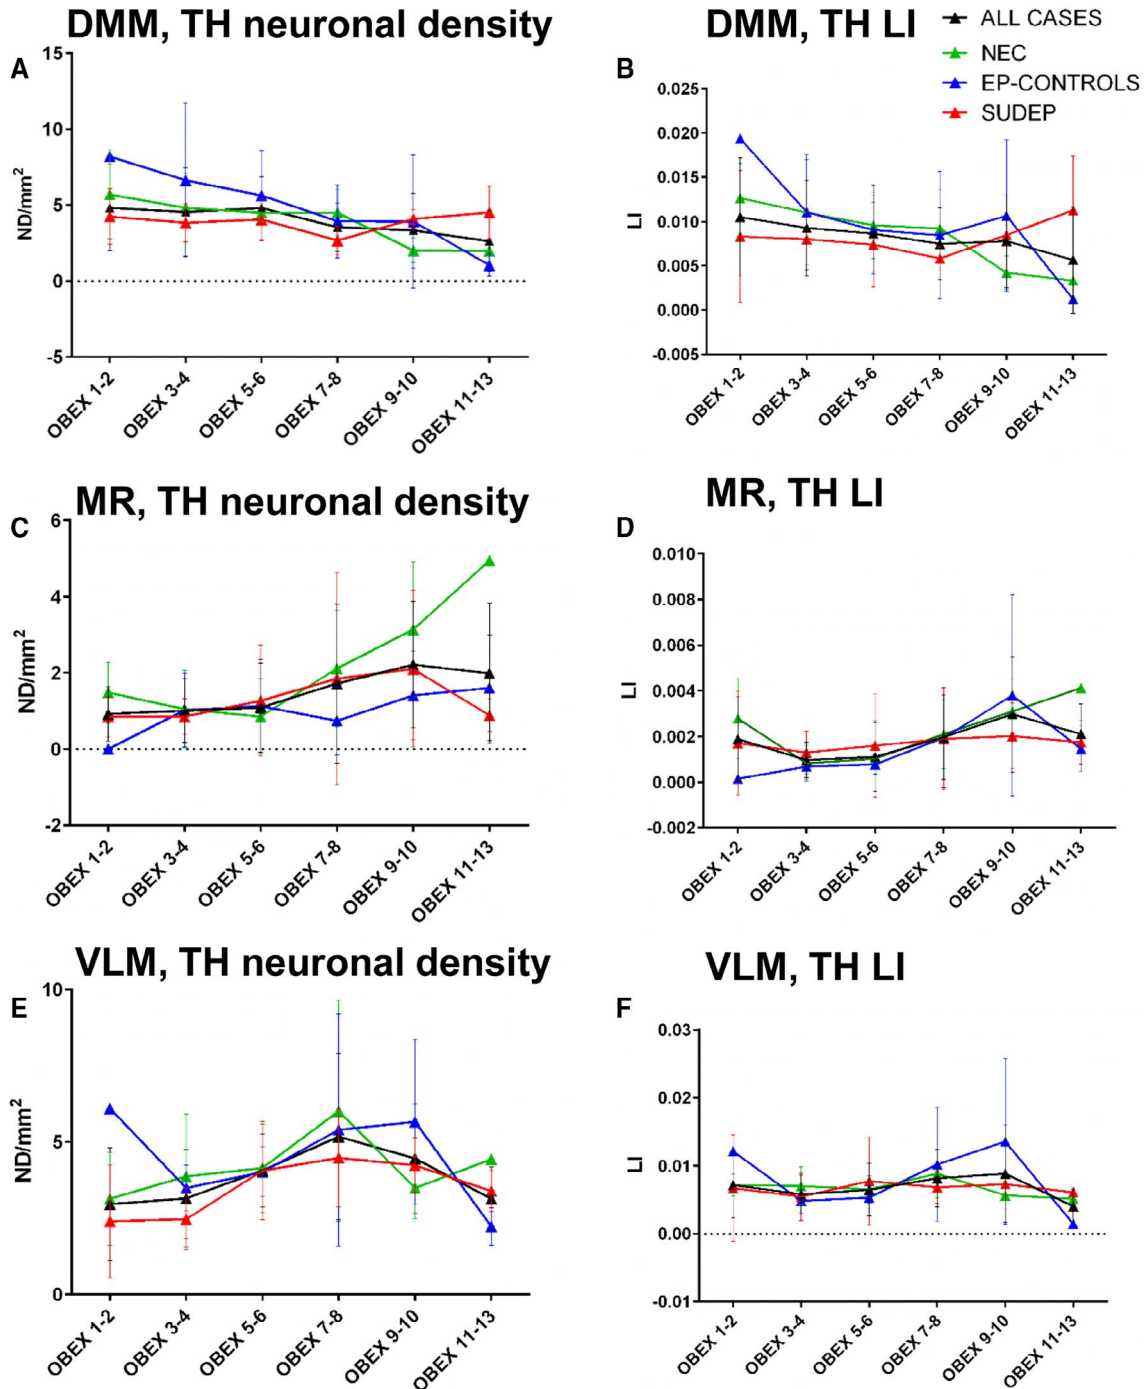 DMM, TH neuronal density
A
15
10
5
0
-5
ND/mm²
OBEX 1-2
OBEX 3-4
OBEX 5-6
OBEX 7-8
OBEX 9-10
OBEX 11-13
DMM, TH LI
B
ALL CASES
NEC
EP-CONTROLS
SUDEP
0.025
0.020
0.015
0.010
0.005
0.000
-0.005
LI
OBEX 1-2
OBEX 3-4
OBEX 5-6
OBEX 7-8
OBEX 9-10
OBEX 11-13
MR, TH neuronal density
C
6
4
2
0
-2
ND/mm²
OBEX 1-2
OBEX 3-4
OBEX 5-6
OBEX 7-8
OBEX 9-10
OBEX 11-13
MR, TH LI
D
0.010
0.008
0.006
0.004
0.002
0.000
-0.002
LI
OBEX 1-2
OBEX 3-4
OBEX 5-6
OBEX 7-8
OBEX 9-10
OBEX 11-13
VLM, TH neuronal density
E
10
5
0
ND/mm²
OBEX 1-2
OBEX 3-4
OBEX 5-6
OBEX 7-8
OBEX 9-10
OBEX 11-13
VLM, TH LI
F
0.03
0.02
0.01
0.00
-0.01
LI
OBEX 1-2
OBEX 3-4
OBEX 5-6
OBEX 7-8
OBEX 9-10
OBEX 11-13